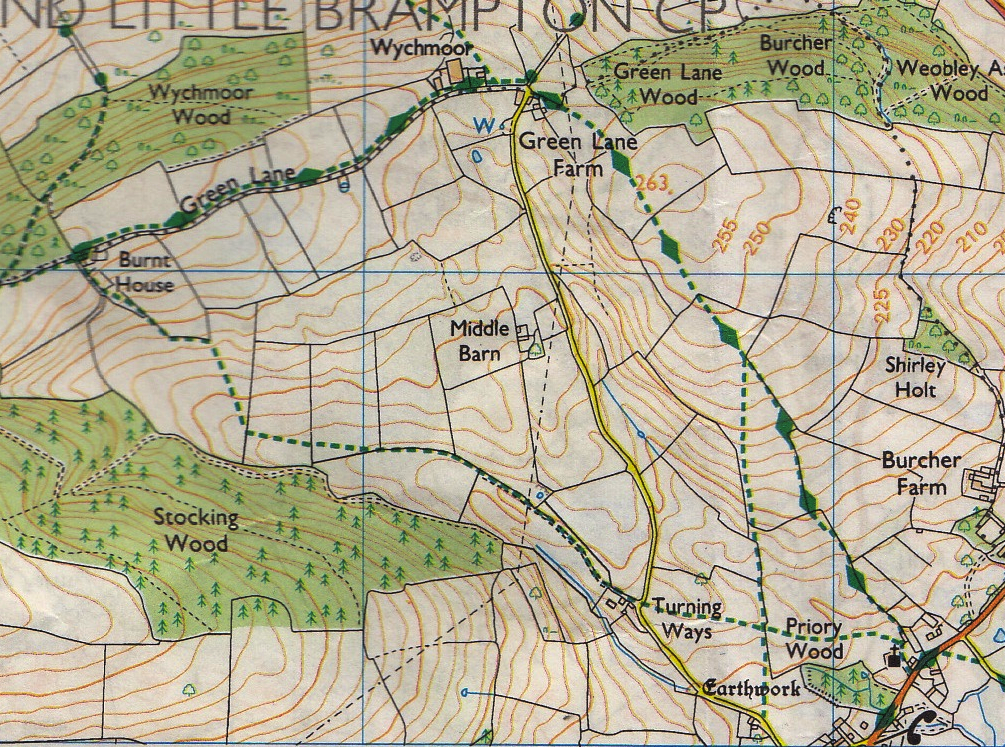 ND LITTLE BRAMPTON CP
Wychmoor
Burcher
Wood
Green Lane
Wood
Weobley A
Wood
Wychmoor
Wood
W
Green Lane
Farm
Green Lane
263
240
230
220
210
255
250
225
Burnt
House
Middle
Barn
Shirley
Holt
Burcher
Farm
Stocking
Wood
Turning
Ways
Priory
Wood
Earthwork